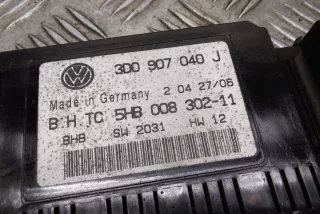 3D0 907 040 J
Made in Germany 2 04 27/06
B H TC 5HB 008 302-11
BHB SW 2031 HW 12